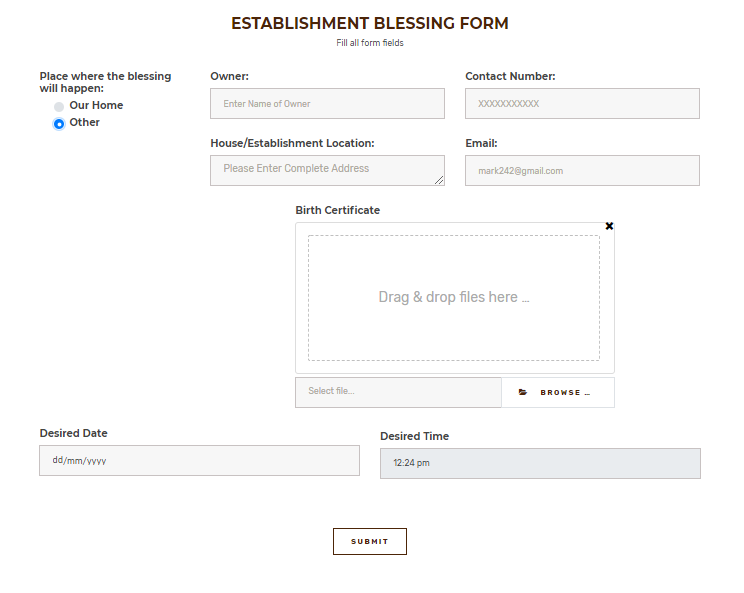 ESTABLISHMENT BLESSING FORM
Fill all form fields
Place where the blessing
will happen:
Our Home
Other
Owner:
Enter Name of Owner
Contact Number:
XXXXXXXXXXX
House/Establishment Location:
Please Enter Complete Address
Email:
mark242@gmail.com
Birth Certificate
Drag & drop files here …
Select file...
BROWSE …
Desired Date
dd/mm/yyyy
Desired Time
12:24 pm
SUBMIT